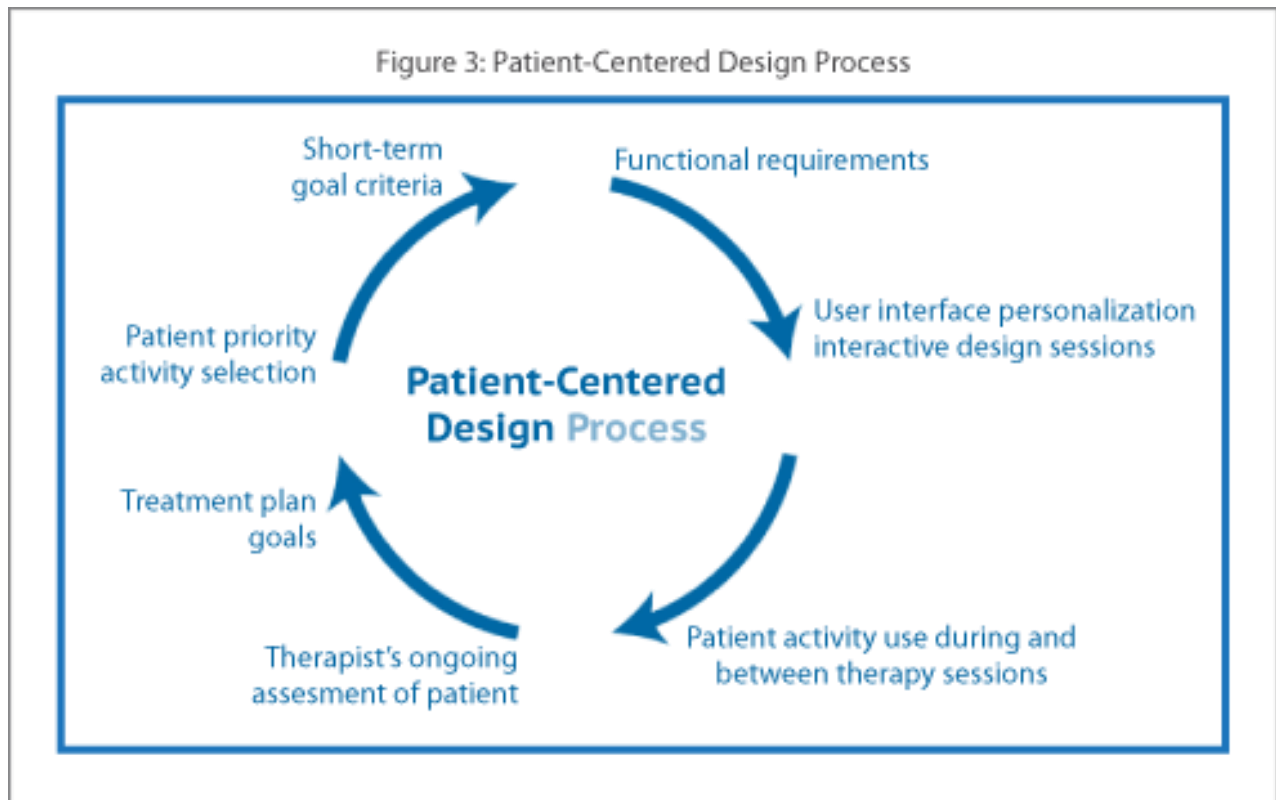 Figure 3: Patient-Centered Design Process
Short-term
goal criteria
Functional requirements
User interface personalization
interactive design sessions
Patient priority
activity selection
Patient-Centered
Design Process
Treatment plan
goals
Patient activity use during and
between therapy sessions
Therapist's ongoing
assesment of patient